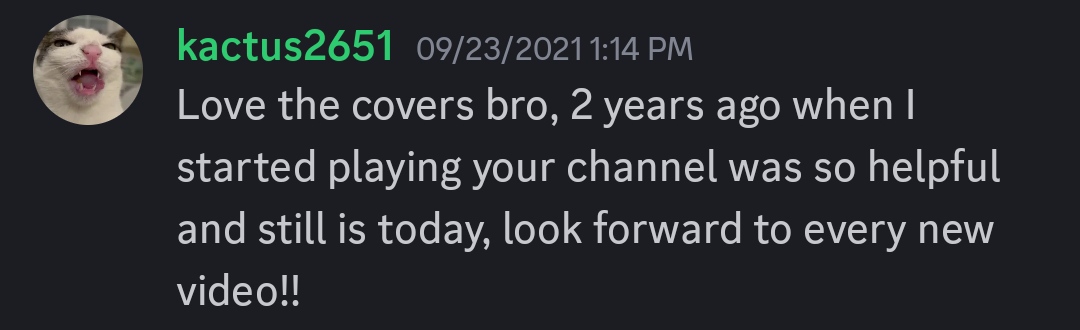 kactus2651 09/23/2021 1:14 PM
Love the covers bro, 2 years ago when I
started playing your channel was so helpful
and still is today, look forward to every new
video!!